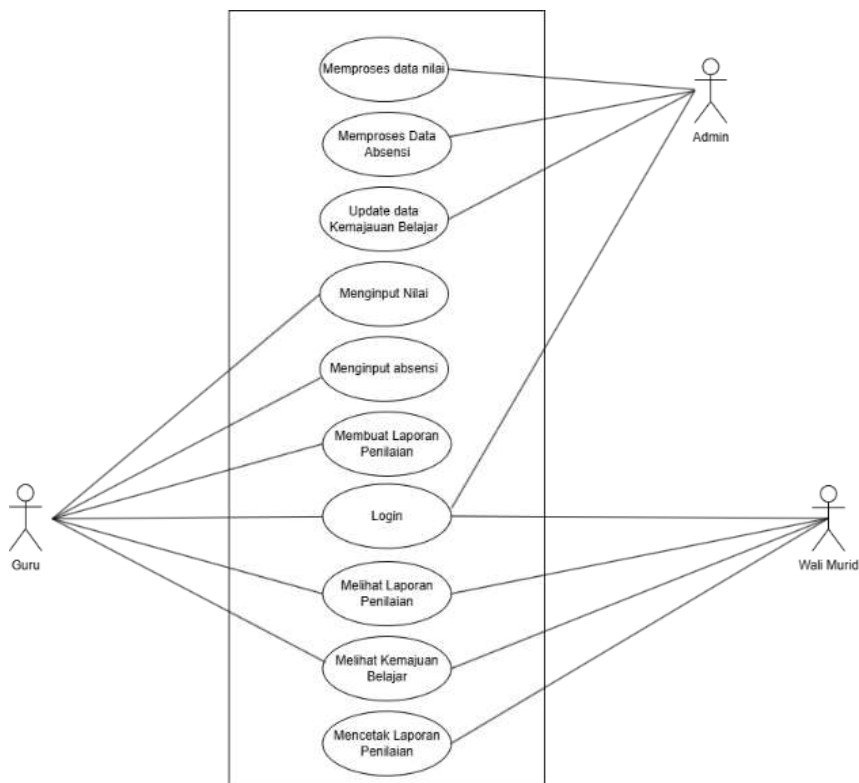 Memproses data nilai
Admin
Memproses Data
Absensi
Update data
Kemajauan Belajar
Menginput Nilai
Menginput absensi
Membuat Laporan
Penilaian
Login
Guru
Wali Murid
Melihat Laporan
Penilaian
Melihat Kemajuan
Belajar
Mencetak Laporan
Penilaian